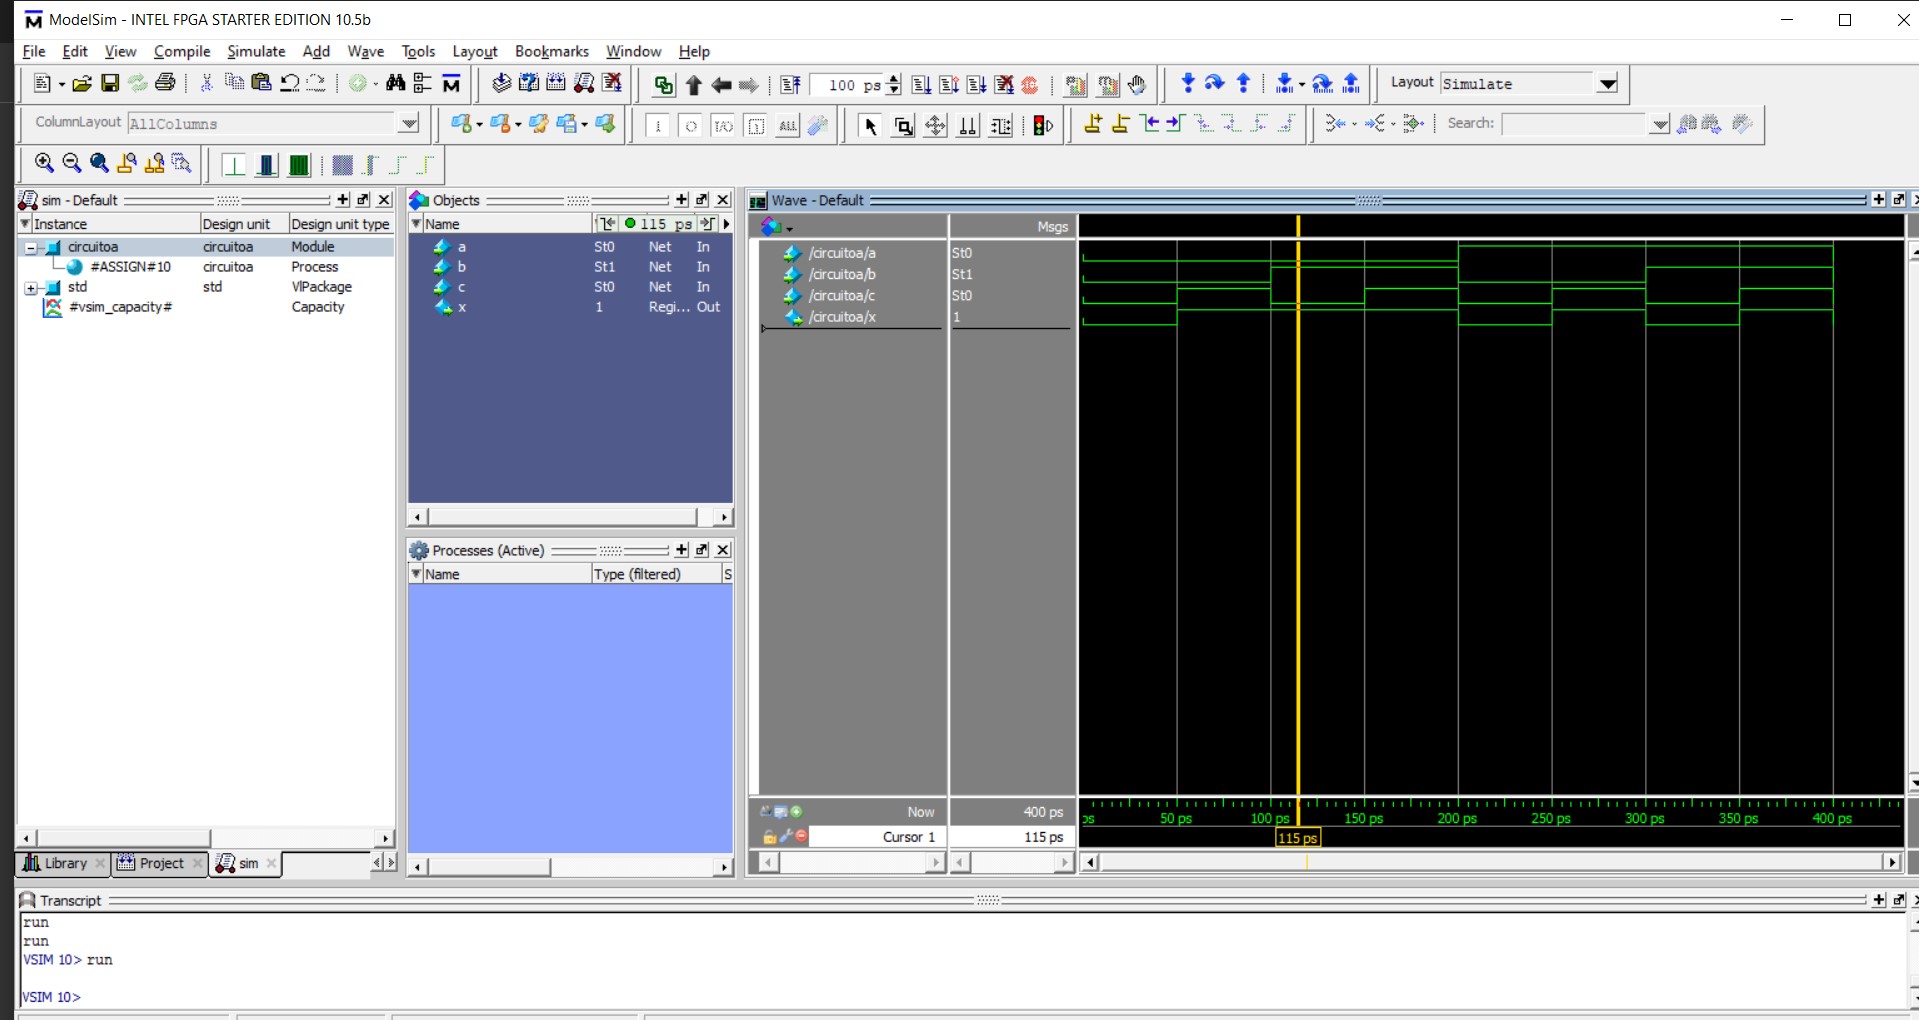 ModelSim - INTEL FPGA STARTER EDITION 10.5b
File Edit View Compile Simulate Add Wave Tools Layout Bookmarks Window Help
100 ps Layout Simulate
ColumnLayout AllColumns Search:
sim - Default
Instance Design unit Design unit type
circuitoa circuitoa Module
#ASSIGN#10 circuitoa Process
std std VlPackage
#vsim_capacity# Capacity
Library Project sim
Objects
Name 115 ps
a St0 Net In
b St1 Net In
c St0 Net In
x 1 Regi... Out
Processes (Active)
Name Type (filtered) S
Wave - Default
Msgs
/circuitoa/a St0
/circuitoa/b St1
/circuitoa/c St0
/circuitoa/x 1
Now 400 ps
Cursor 1 115 ps
ps 50 ps 100 ps 150 ps 200 ps 250 ps 300 ps 350 ps 400 ps
115 ps
Transcript
run
run
VSIM 10> run
VSIM 10>